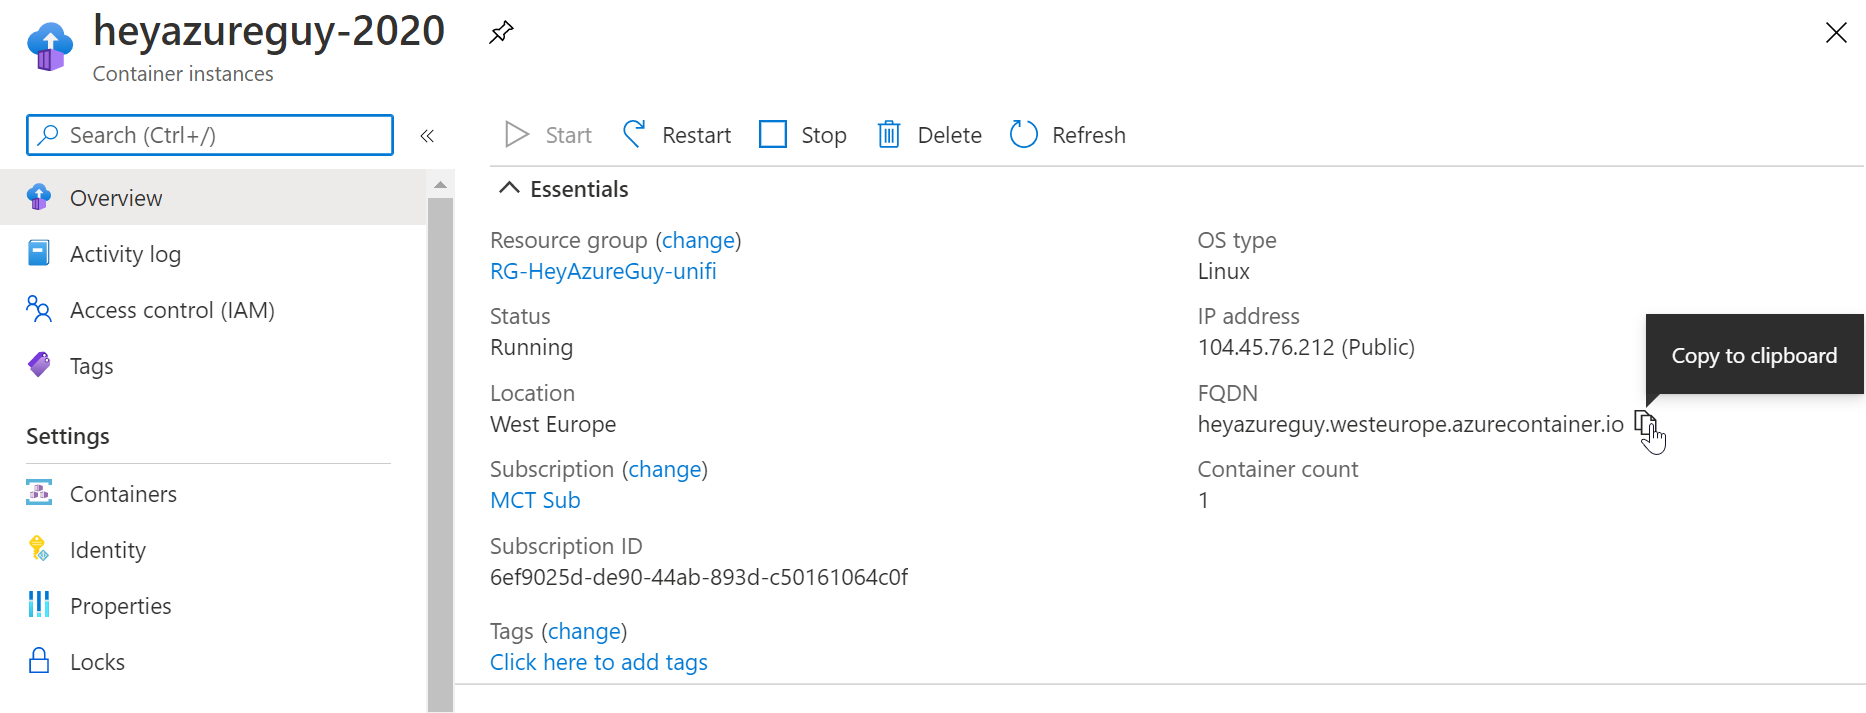 heyazureguy-2020
Container instances
Search (Ctrl+/)
«
Start
Restart
Stop
Delete
Refresh
Overview
Activity log
Access control (IAM)
Tags
Settings
Containers
Identity
Properties
Locks
Essentials
Resource group (change)
RG-HeyAzureGuy-unifi
Status
Running
Location
West Europe
Subscription (change)
MCT Sub
Subscription ID
6ef9025d-de90-44ab-893d-c50161064c0f
Tags (change)
Click here to add tags
OS type
Linux
IP address
104.45.76.212 (Public)
FQDN
heyazureguy.westeurope.azurecontainer.io
Copy to clipboard
Container count
1